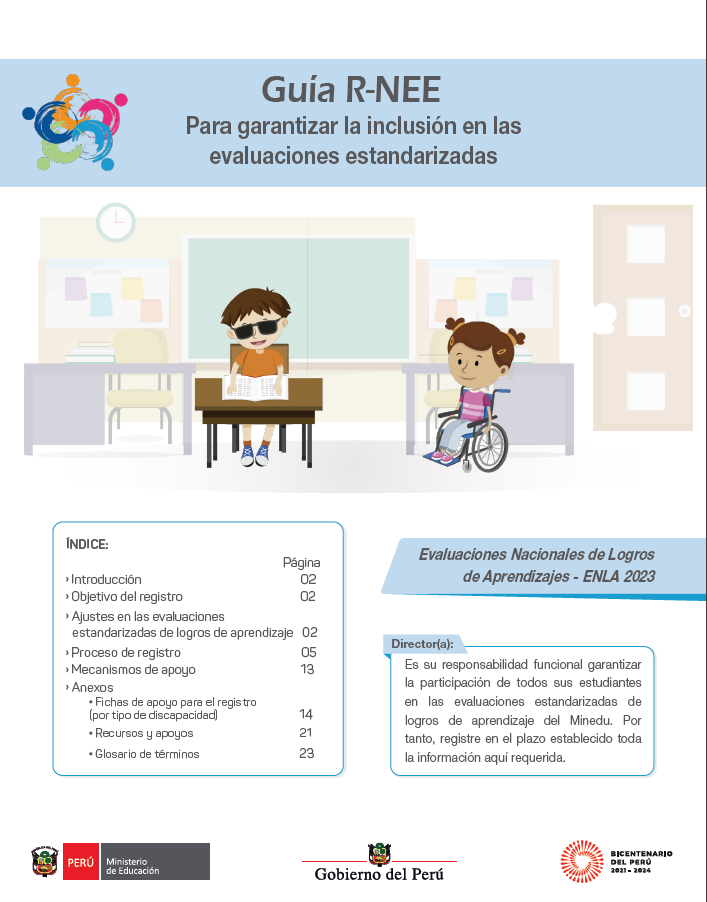 Guía R-NEE
Para garantizar la inclusión en las
evaluaciones estandarizadas
ÍNDICE:
Página
› Introducción 02
› Objetivo del registro 02
› Ajustes en las evaluaciones
estandarizadas de logros de aprendizaje 02
› Proceso de registro 05
› Mecanismos de apoyo 13
› Anexos
• Fichas de apoyo para el registro
(por tipo de discapacidad) 14
• Recursos y apoyos 21
• Glosario de términos 23
Evaluaciones Nacionales de Logros
de Aprendizajes - ENLA 2023
Director(a):
Es su responsabilidad funcional garantizar
la participación de todos sus estudiantes
en las evaluaciones estandarizadas de
logros de aprendizaje del Minedu. Por
tanto, registre en el plazo establecido toda
la información aquí requerida.
PERÚ
Ministerio
de Educación
Gobierno del Perú
BICENTENARIO
DEL PERÚ
2021 - 2024